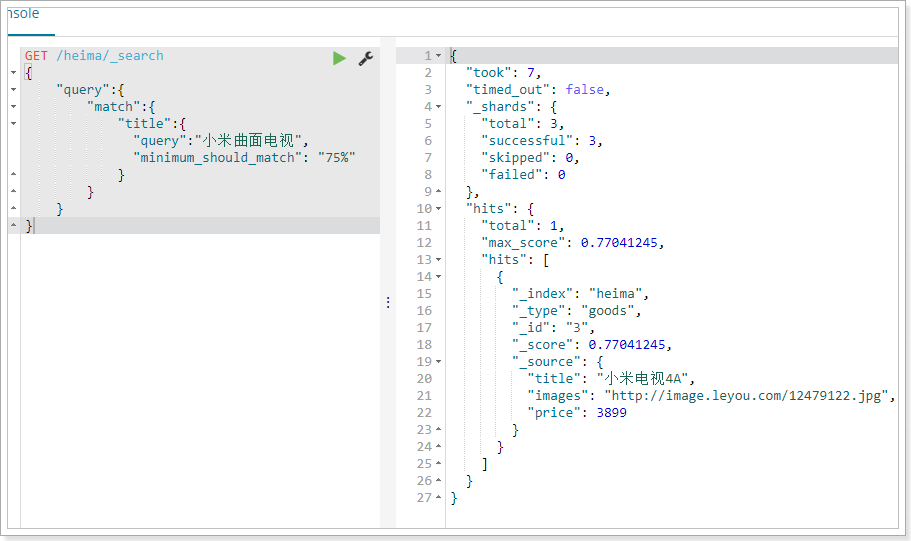 nsole
GET /heima/_search
{
"query":{
"match":{
"title":{
"query":"小米曲面电视",
"minimum_should_match": "75%"
}
}
}
}
1 {
2 "took": 7,
3 "timed_out": false,
4 "_shards": {
5 "total": 3,
6 "successful": 3,
7 "skipped": 0,
8 "failed": 0
9 },
10 "hits": {
11 "total": 1,
12 "max_score": 0.77041245,
13 "hits": [
14 {
15 "_index": "heima",
16 "_type": "goods",
17 "_id": "3",
18 "_score": 0.77041245,
19 "_source": {
20 "title": "小米电视4A",
21 "images": "http://image.leyou.com/12479122.jpg",
22 "price": 3899
23 }
24 }
25 ]
26 }
27 }